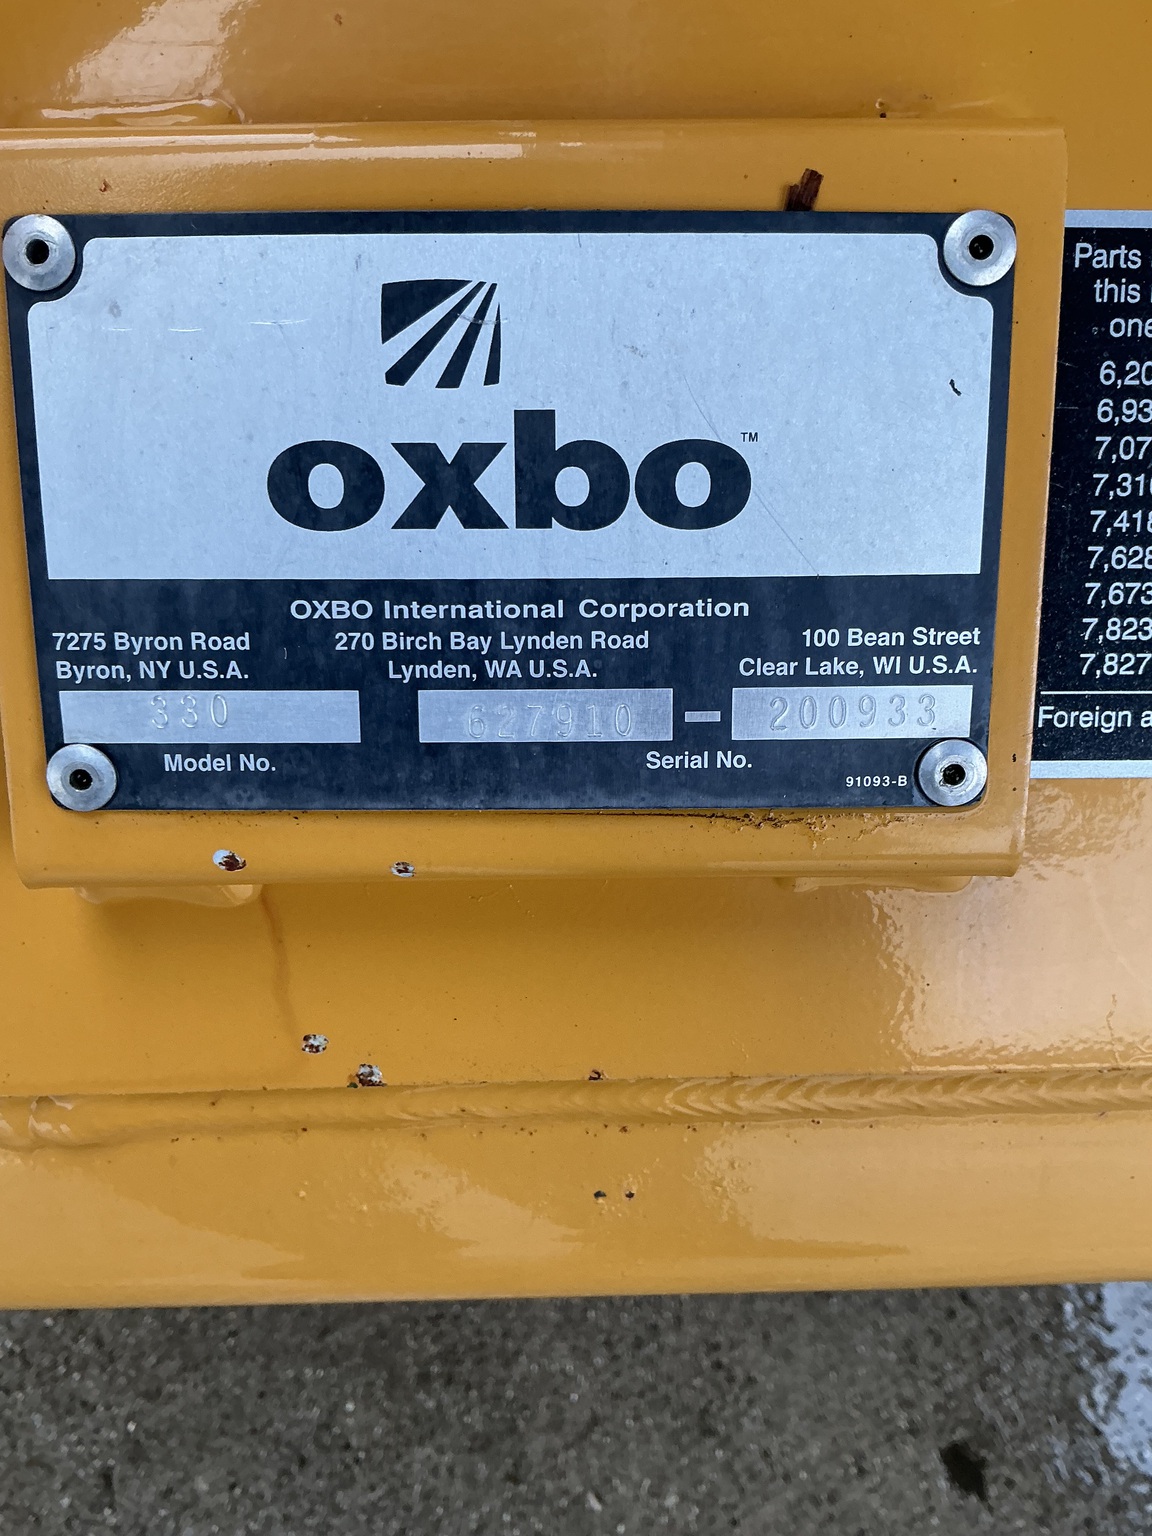 oxbo™
OXBO International Corporation
7275 Byron Road
Byron, NY U.S.A.
270 Birch Bay Lynden Road
Lynden, WA U.S.A.
100 Bean Street
Clear Lake, WI U.S.A.
330
627910 - 200933
Model No.
Serial No.
91093-B
Parts
this
one
6,20
6,93
7,07
7,310
7,418
7,628
7,673
7,823
7,827
Foreign a